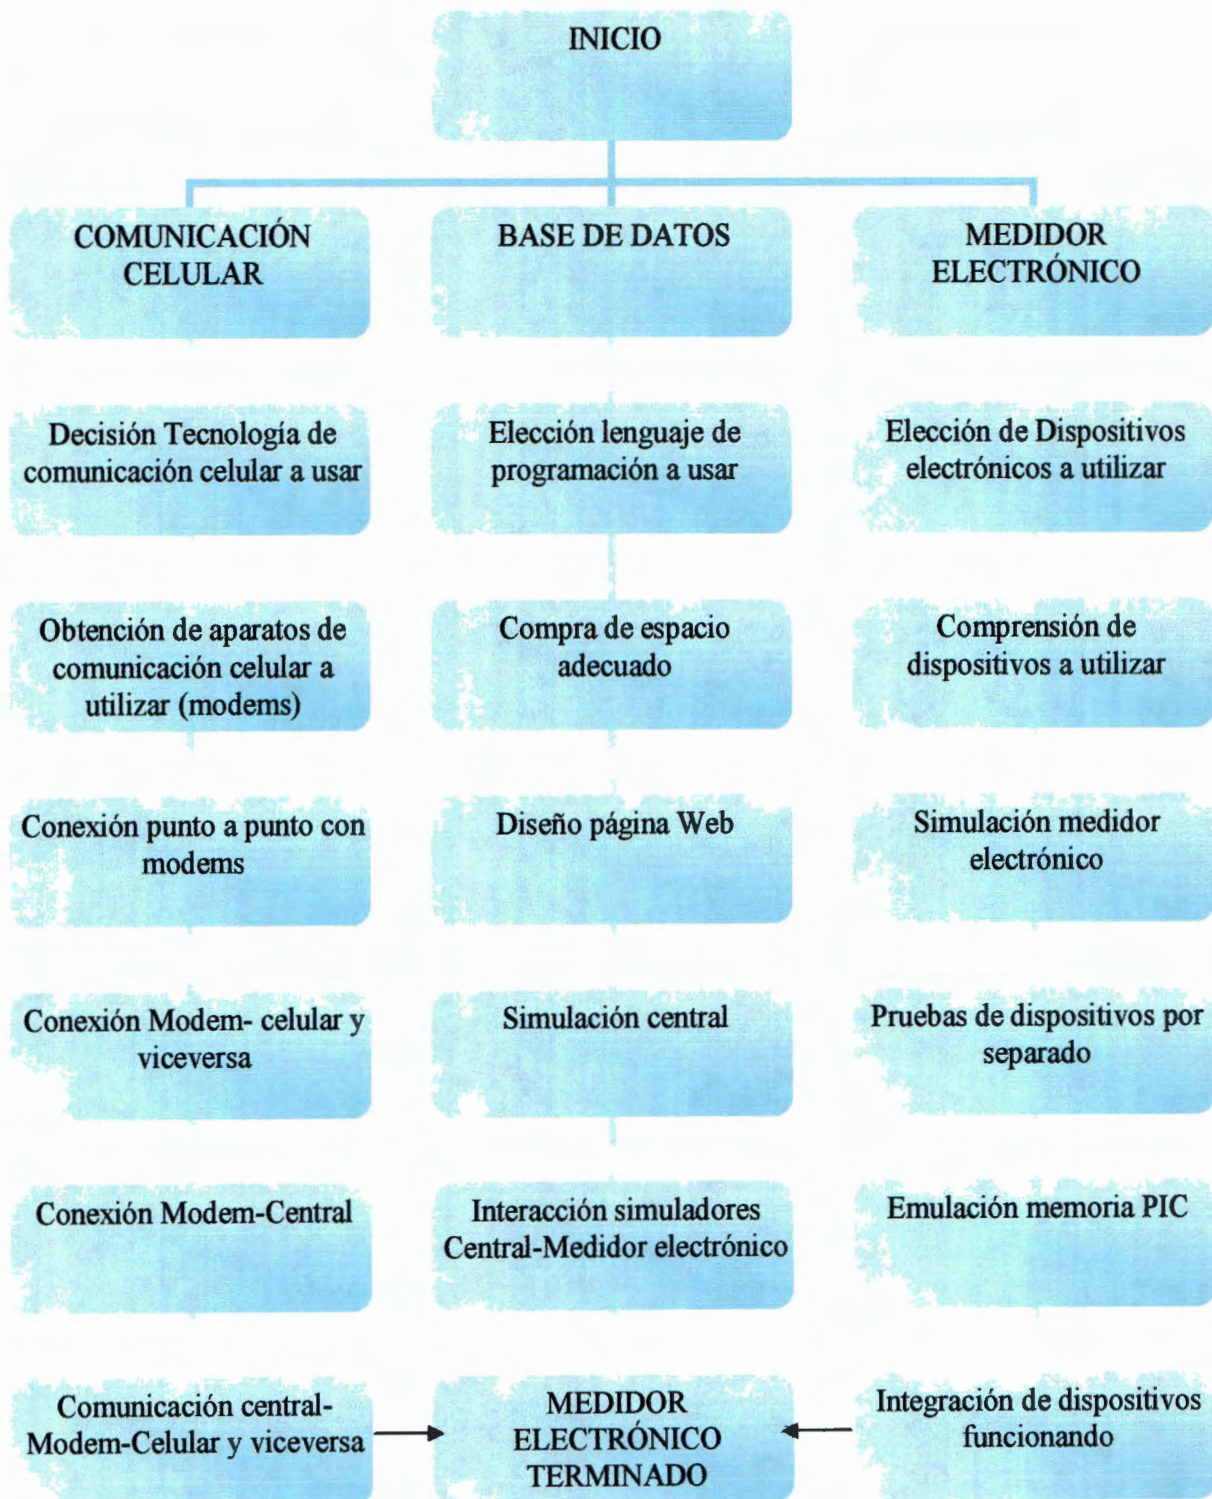 INICIO
COMUNICACIÓN
CELULAR
BASE DE DATOS
MEDIDOR
ELECTRÓNICO
Decisión Tecnología de
comunicación celular a usar
Elección lenguaje de
programación a usar
Elección de Dispositivos
electrónicos a utilizar
Obtención de aparatos de
comunicación celular a
utilizar (modems)
Compra de espacio
adecuado
Comprensión de
dispositivos a utilizar
Conexión punto a punto con
modems
Diseño página Web
Simulación medidor
electrónico
Conexión Modem- celular y
viceversa
Simulación central
Pruebas de dispositivos por
separado
Conexión Modem-Central
Interacción simuladores
Central-Medidor electrónico
Emulación memoria PIC
Comunicación central-
Modem-Celular y viceversa
MEDIDOR
ELECTRÓNICO
TERMINADO
Integración de dispositivos
funcionando